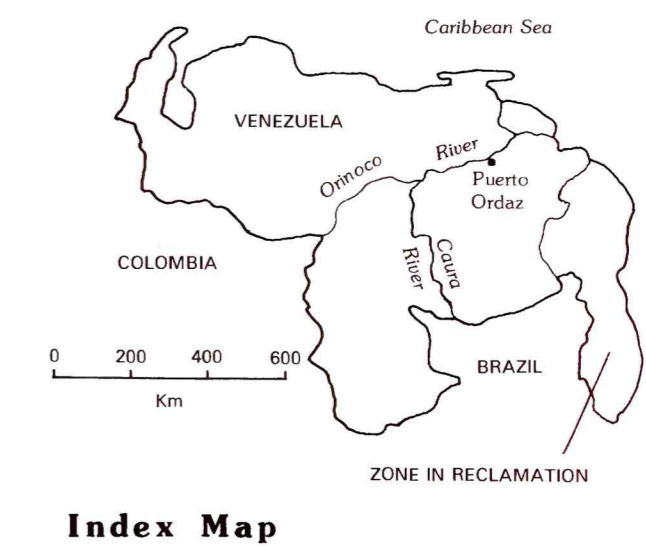 Caribbean Sea
VENEZUELA
Orinoco River
Puerto
Ordaz
Caura
River
COLOMBIA
0 200 400 600
Km
BRAZIL
ZONE IN RECLAMATION
Index Map